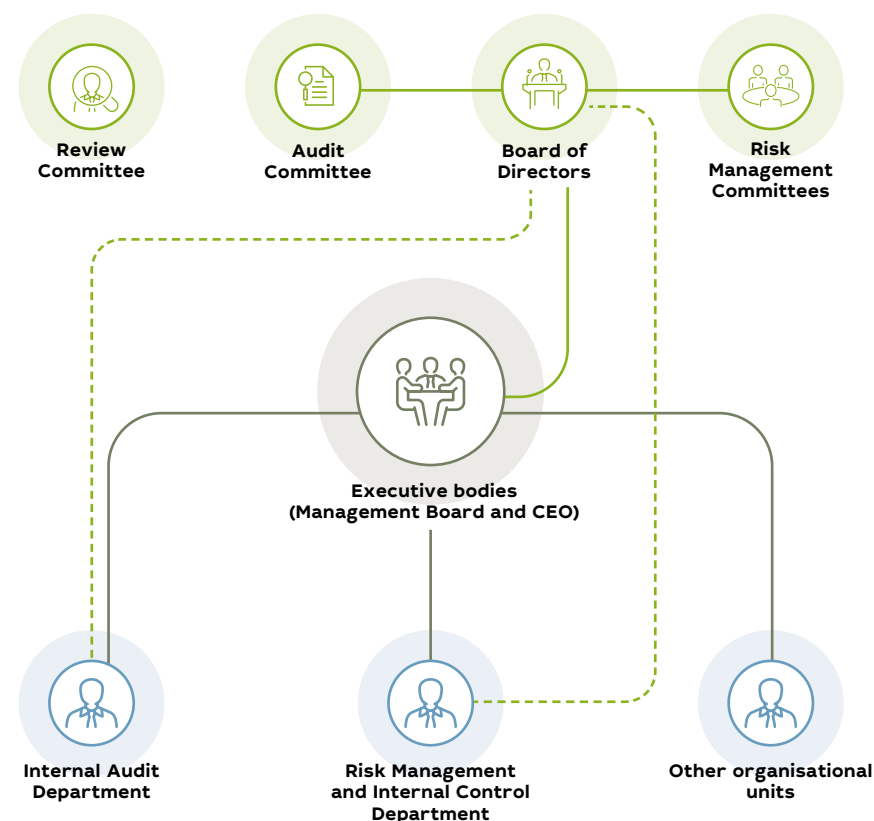 Review
Committee
Audit
Committee
Board of
Directors
Risk
Management
Committees
Executive bodies
(Management Board and CEO)
Internal Audit
Department
Risk Management
and Internal Control
Department
Other organisational
units